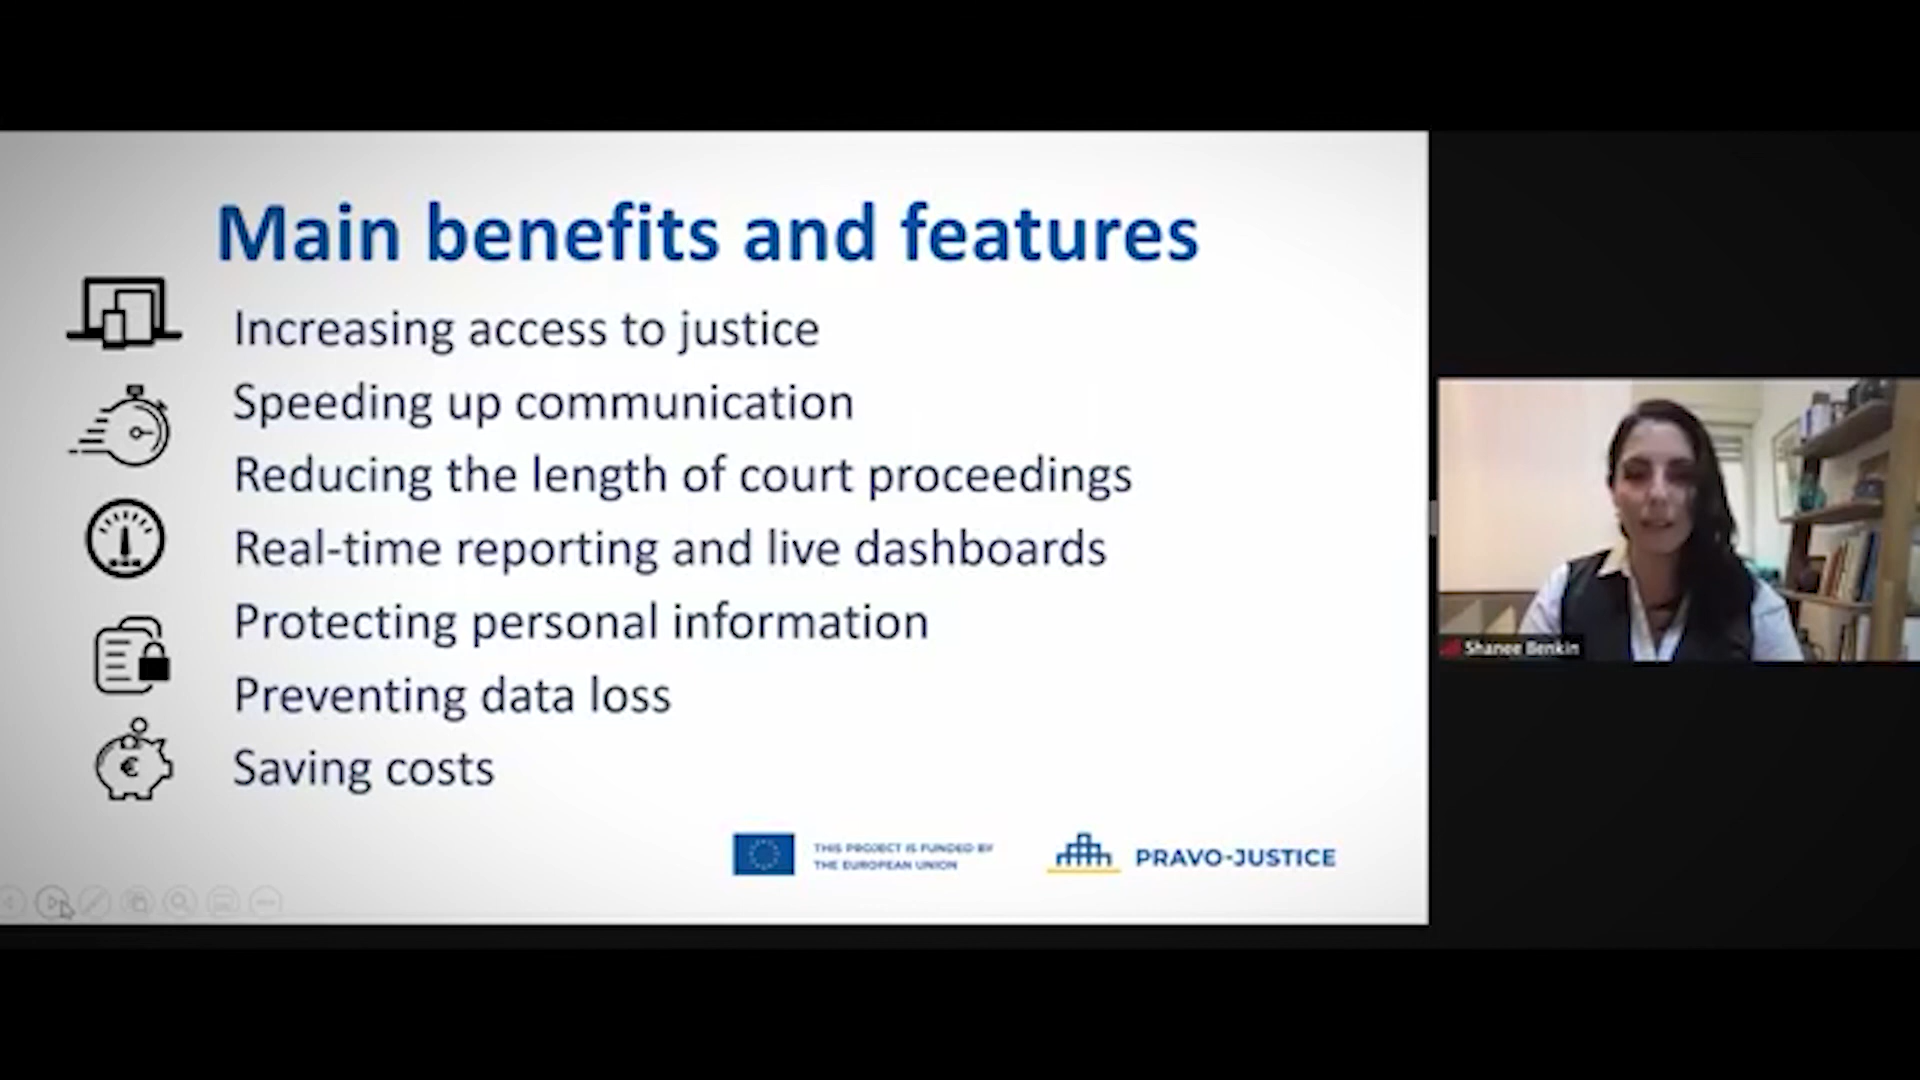 Main benefits and features
Increasing access to justice
Speeding up communication
Reducing the length of court proceedings
Real-time reporting and live dashboards
Protecting personal information
Preventing data loss
Saving costs
€
THIS PROJECT IS FUNDED BY
THE EUROPEAN UNION
PRAVO-JUSTICE
Shanee Benkin